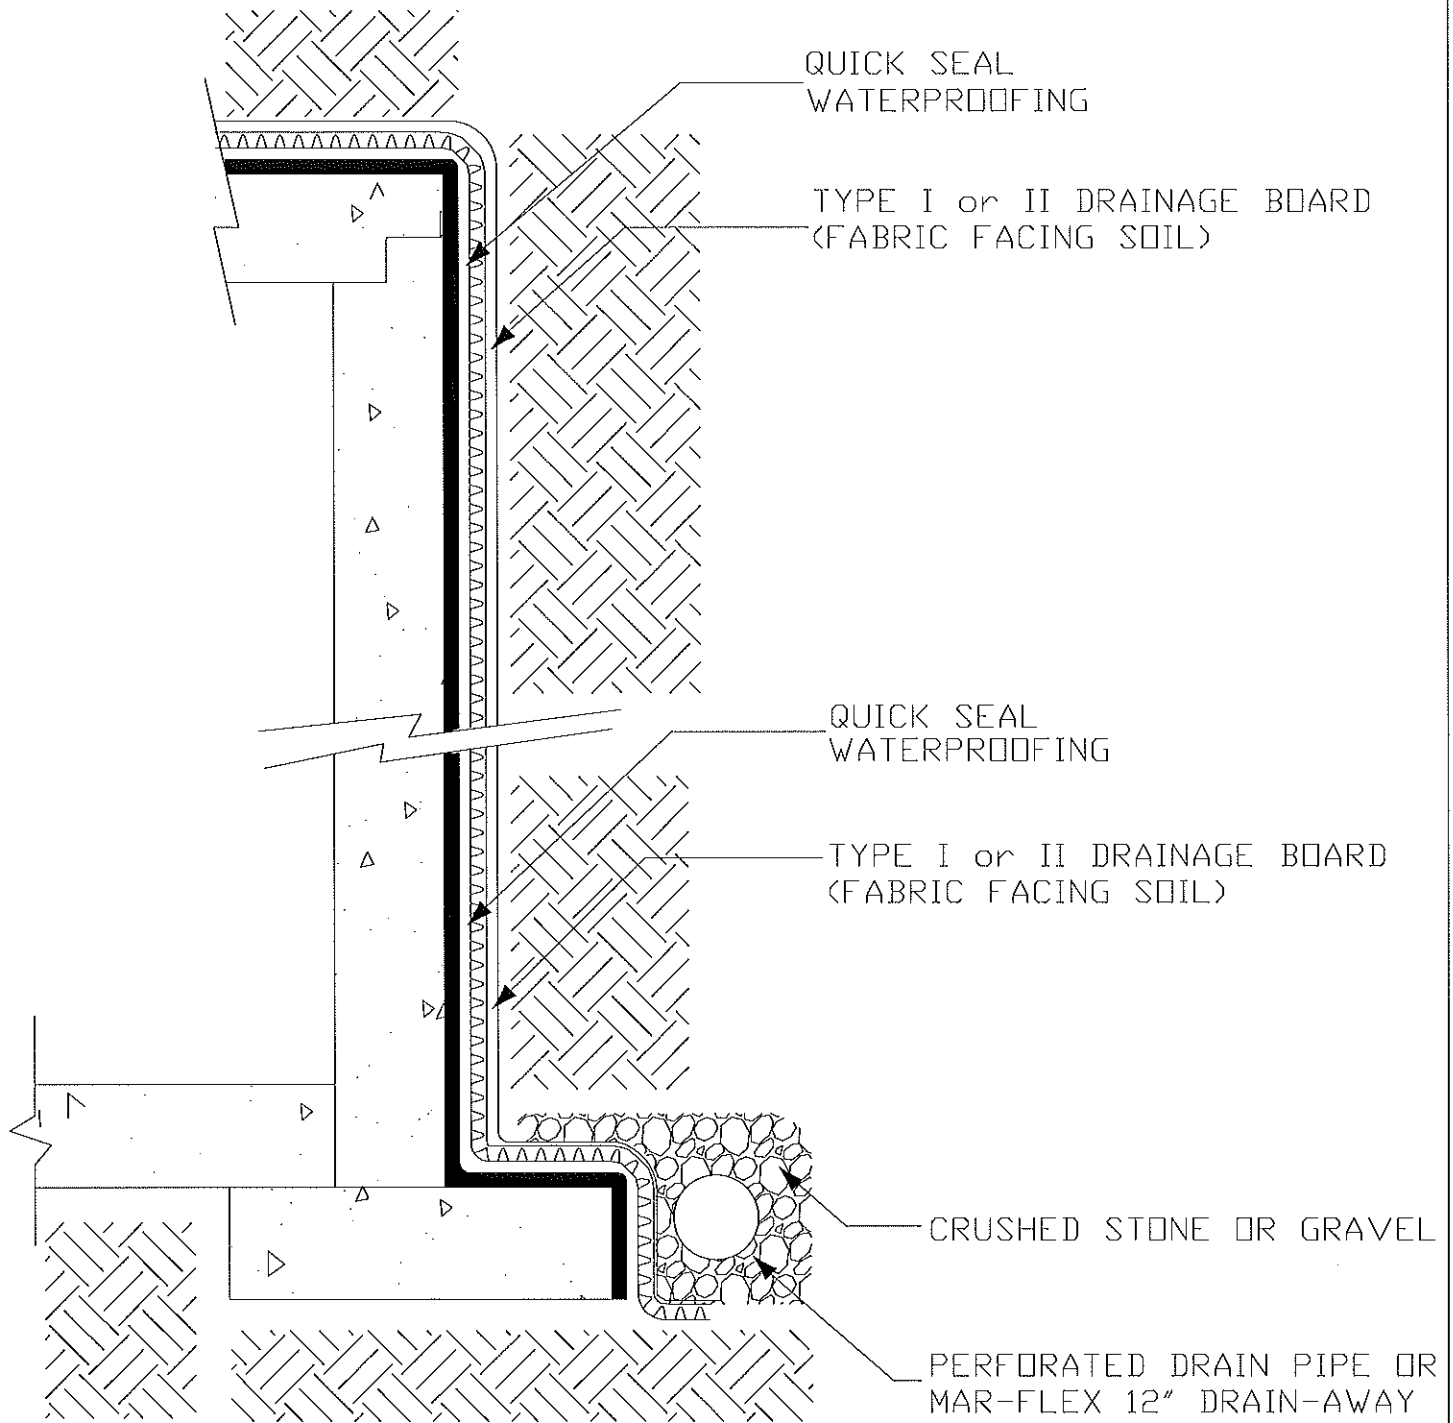 QUICK SEAL
WATERPROOFING
TYPE I or II DRAINAGE BOARD
(FABRIC FACING SOIL)
QUICK SEAL
WATERPROOFING
TYPE I or II DRAINAGE BOARD
(FABRIC FACING SOIL)
CRUSHED STONE OR GRAVEL
PERFORATED DRAIN PIPE OR
MAR-FLEX 12" DRAIN-AWAY